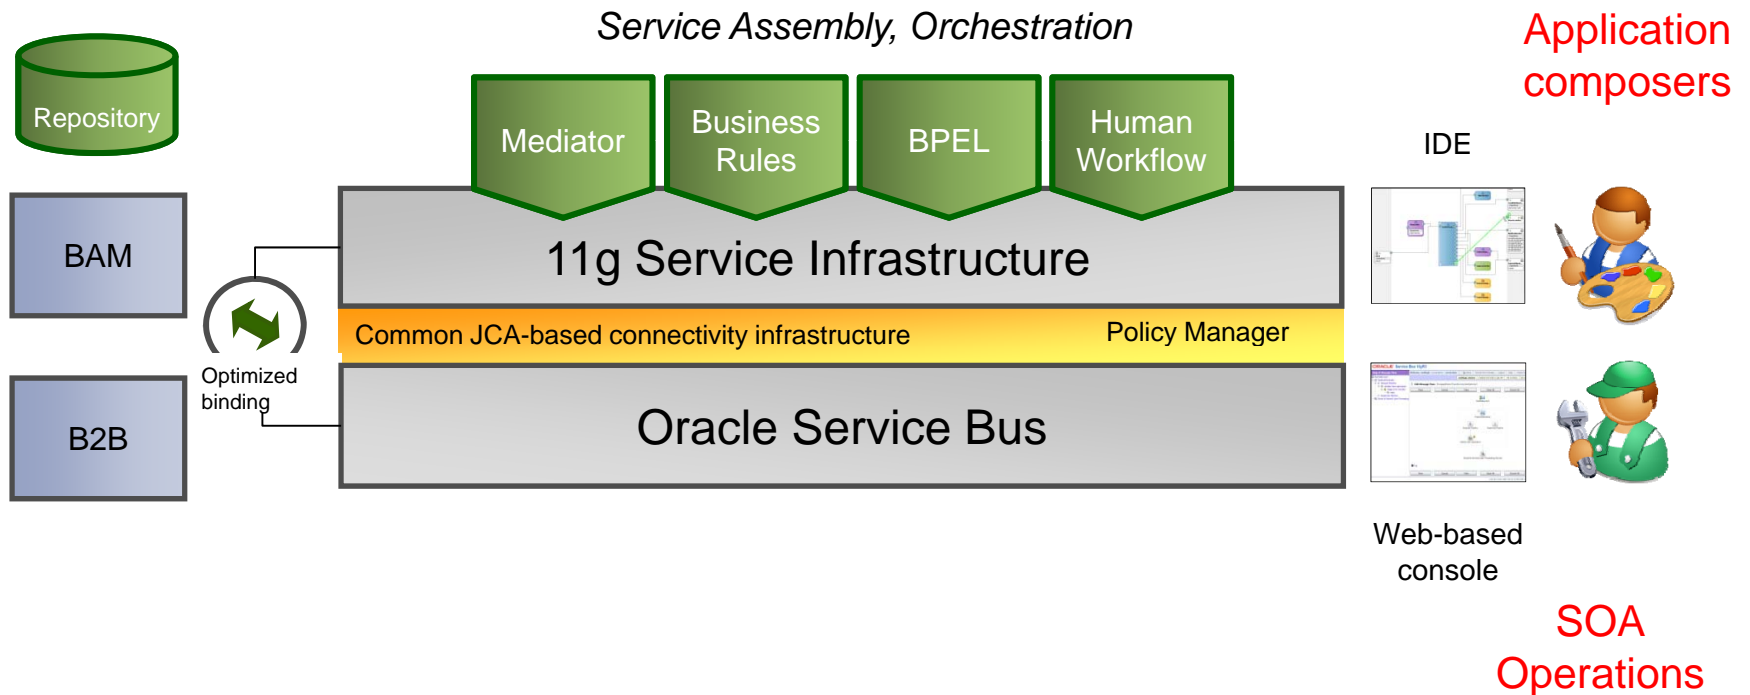 Service Assembly, Orchestration
Application
composers
Repository
Mediator
Business
Rules
BPEL
Human
Workflow
IDE
BAM
11g Service Infrastructure
Common JCA-based connectivity infrastructure
Policy Manager
Optimized
binding
B2B
Oracle Service Bus
ORACLE
Web-based
console
SOA
Operations